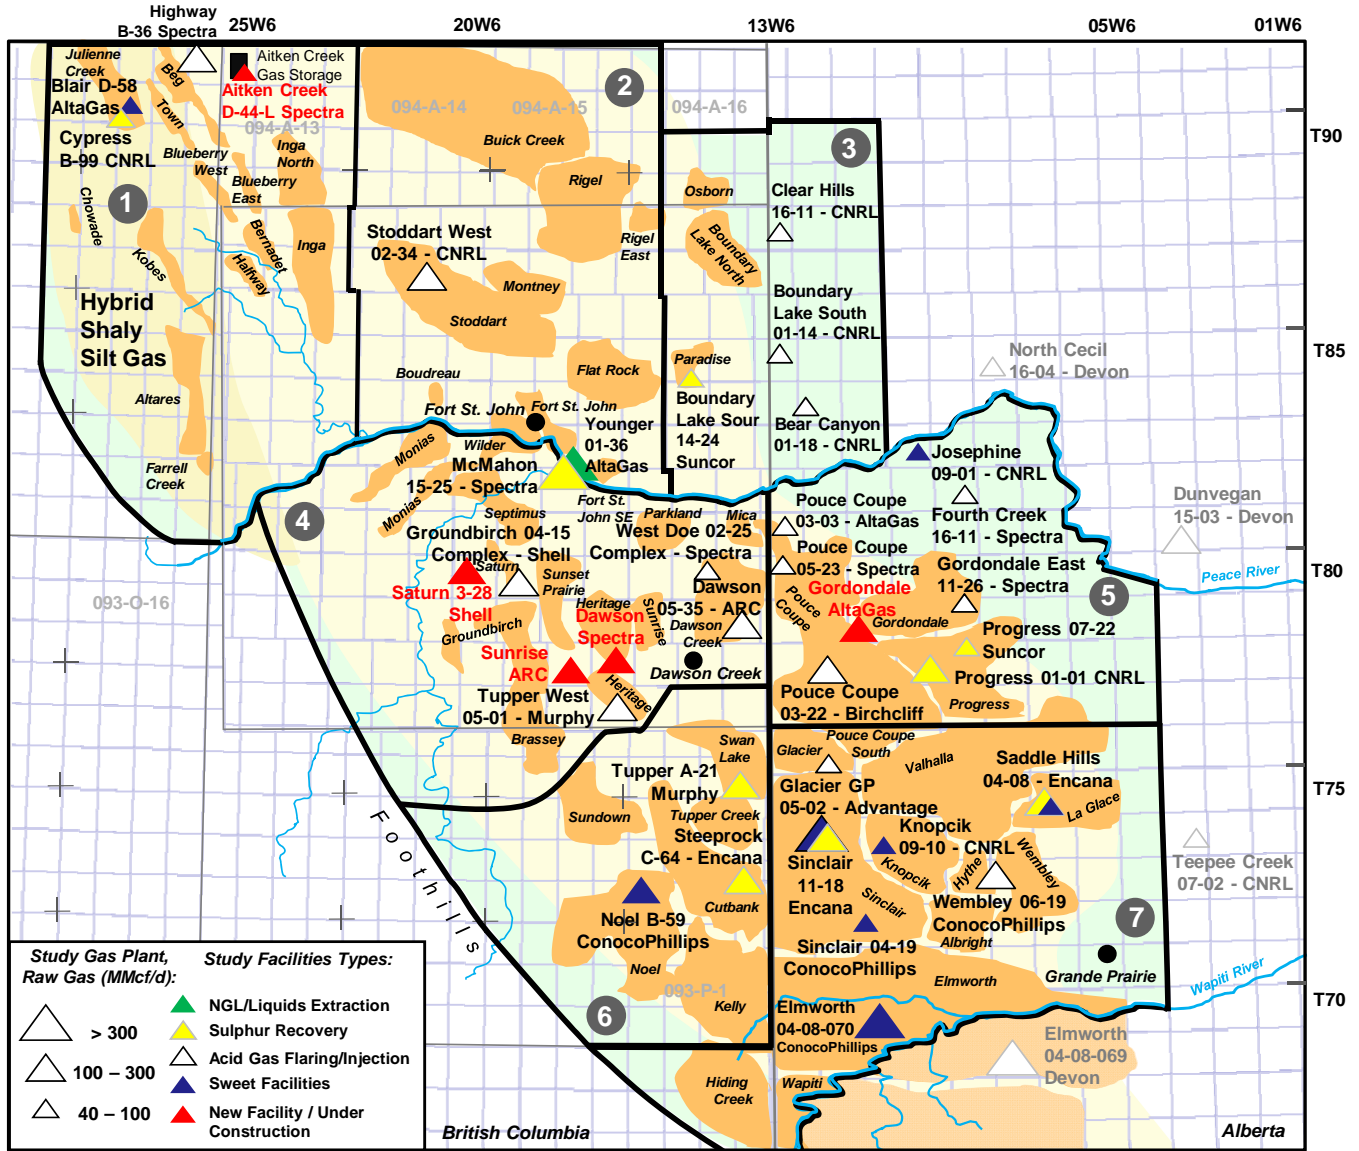 Highway
B-36 Spectra
25W6
20W6
13W6
05W6
01W6
Julienne
Creek
Beg
Aitken Creek
Gas Storage
Aitken Creek
D-44-L Spectra
Blair D-58
AltaGas
Town
Cypress
B-99 CNRL
094-A-13
094-A-14
094-A-15
094-A-16
2
T90
Buick Creek
Inga
North
Blueberry
West
Blueberry
East
3
Rigel
Osborn
Clear Hills
16-11 - CNRL
1
Chowade
Kobes
Bernadet
Halfway
Inga
Stoddart West
02-34 - CNRL
Rigel
East
Boundary
Lake North
Montney
Stoddart
Boundary
Lake South
01-14 - CNRL
Hybrid
Shaly
Silt Gas
North Cecil
16-04 - Devon
T85
Paradise
Flat Rock
Boudreau
Altares
Boundary
Lake Sour
14-24
Suncor
Fort St. John
Fort St. John
Bear Canyon
01-18 - CNRL
Younger
01-36
AltaGas
Monias
Wilder
McMahon
15-25 - Spectra
Josephine
09-01 - CNRL
Farrell
Creek
Monias
Septimus
Fort St.
John SE
Parkland
Mica
Pouce Coupe
03-03 - AltaGas
Fourth Creek
16-11 - Spectra
Dunvegan
15-03 - Devon
4
Groundbirch 04-15
Complex - Shell
West Doe 02-25
Complex - Spectra
Pouce Coupe
05-23 - Spectra
Gordondale East
11-26 - Spectra
T80
Peace River
Saturn
Saturn 3-28
Shell
Sunset
Prairie
Dawson
05-35 - ARC
Gordondale
AltaGas
Pouce
Coupe
5
093-O-16
Heritage
Dawson
Spectra
Sunrise
Dawson
Creek
Gordondale
Groundbirch
Progress 07-22
Suncor
Sunrise
ARC
Dawson Creek
Progress 01-01 CNRL
Heritage
Tupper West
05-01 - Murphy
Pouce Coupe
03-22 - Birchcliff
Progress
Brassey
Swan
Lake
Glacier
Pouce Coupe
South
Valhalla
Saddle Hills
04-08 - Encana
Tupper A-21
Murphy
Glacier GP
05-02 - Advantage
La Glace
T75
Foothills
Sundown
Tupper Creek
Steeprock
C-64 - Encana
Knopcik
09-10 - CNRL
Sinclair
11-18
Encana
Knopcik
Hythe
Wembley
Teepee Creek
07-02 - CNRL
Cutbank
Sinclair
Wembley 06-19
ConocoPhillips
7
Noel B-59
ConocoPhillips
Albright
Sinclair 04-19
ConocoPhillips
Grande Prairie
Noel
093-P-1
Elmworth
Wapiti River
T70
Kelly
6
Elmworth
04-08-070
ConocoPhillips
Elmworth
04-08-069
Devon
Hiding
Creek
Wapiti
British Columbia
Alberta
Study Gas Plant,
Raw Gas (MMcf/d):
> 300
100 – 300
40 – 100
Study Facilities Types:
NGL/Liquids Extraction
Sulphur Recovery
Acid Gas Flaring/Injection
Sweet Facilities
New Facility / Under
Construction